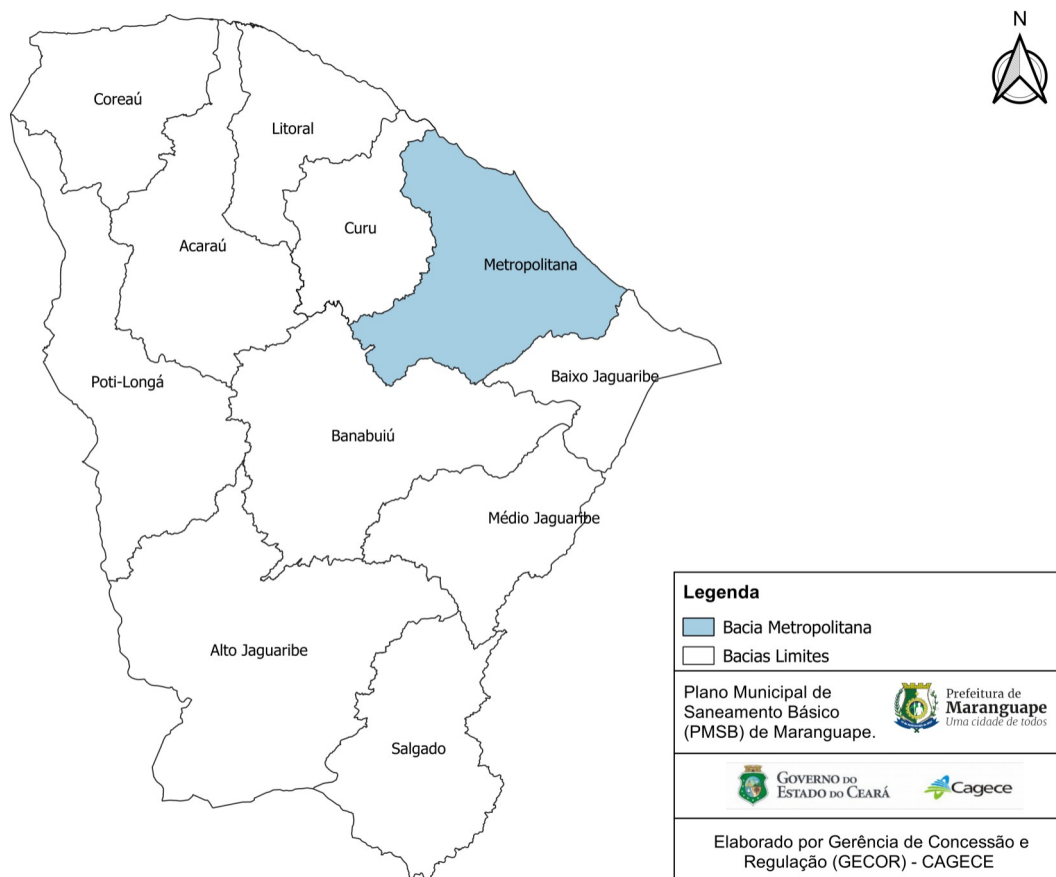 N
Coreaú
Litoral
Curu
Acaraú
Metropolitana
Poti-Longá
Baixo Jaguaribe
Banabuiú
Médio Jaguaribe
Alto Jaguaribe
Salgado
Legenda
Bacia Metropolitana
Bacias Limites
Plano Municipal de
Saneamento Básico
(PMSB) de Maranguape.
Prefeitura de
Maranguape
Uma cidade de todos
GOVERNO DO
ESTADO DO CEARÁ
Cagece
Elaborado por Gerência de Concessão e
Regulação (GECOR) - CAGECE